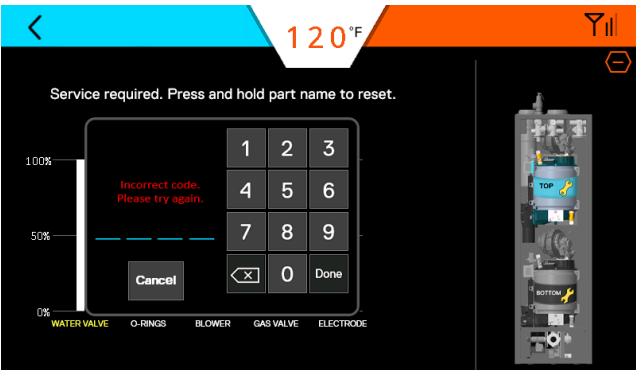 120°F
Service required. Press and hold part name to reset.
100%
50%
0%
Incorrect code.
Please try again.
1 2 3
4 5 6
7 8 9
0 Done
Cancel
WATER VALVE O-RINGS BLOWER GAS VALVE ELECTRODE
TOP
BOTTOM